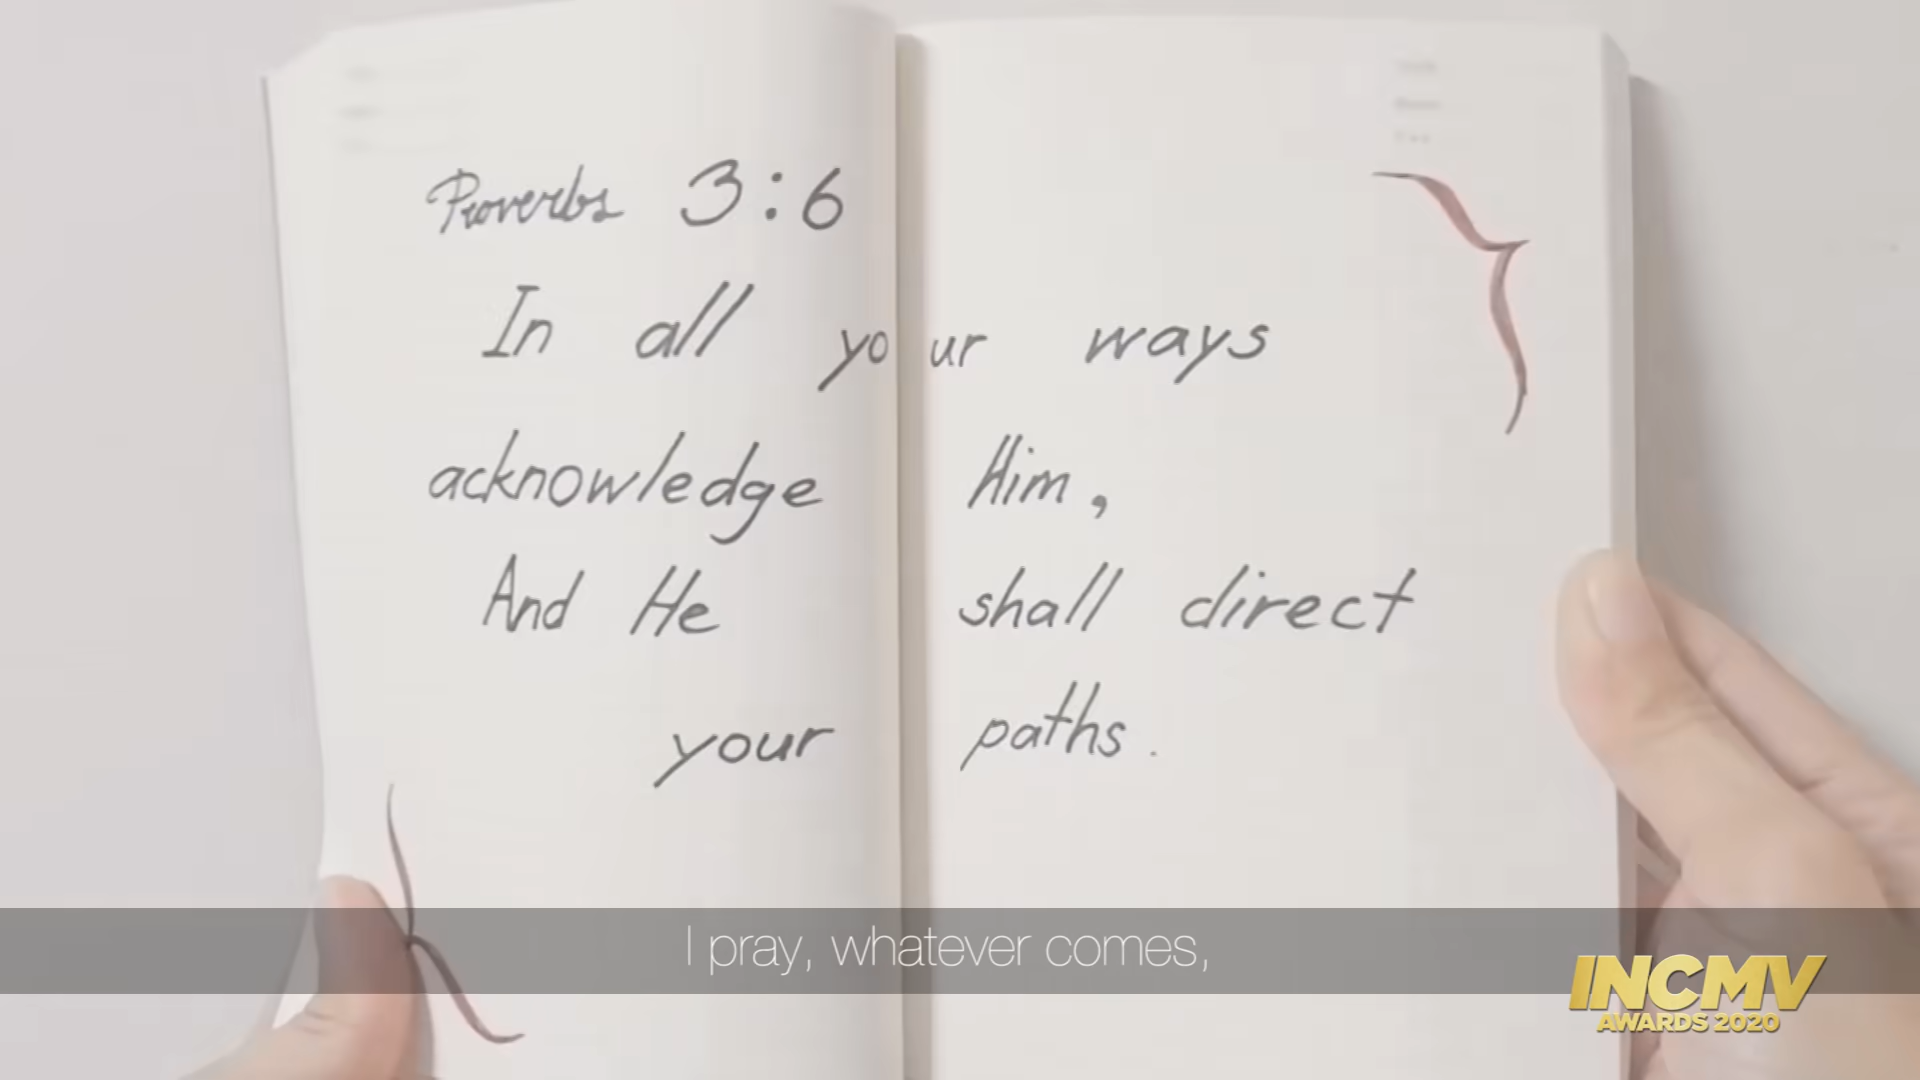 Proverbs 3:6
In all your ways
acknowledge Him,
And He shall direct
your paths.
I pray, whatever comes,
INCMV
AWARDS 2020